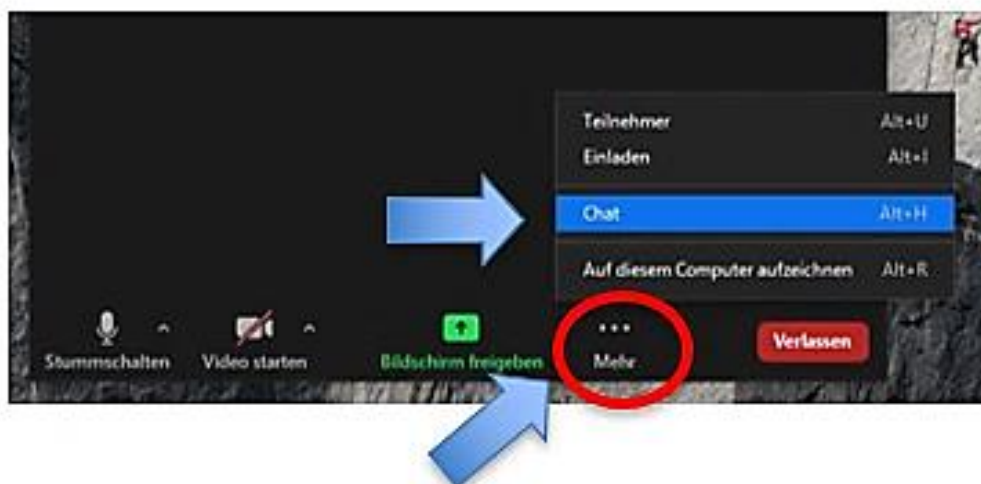 Teilnehmer Alt+U
Einladen Alt+I
Chat Alt+H
Auf diesem Computer aufzeichnen Alt+R
Stummschalten Video starten Bildschirm freigeben Mehr Verlassen